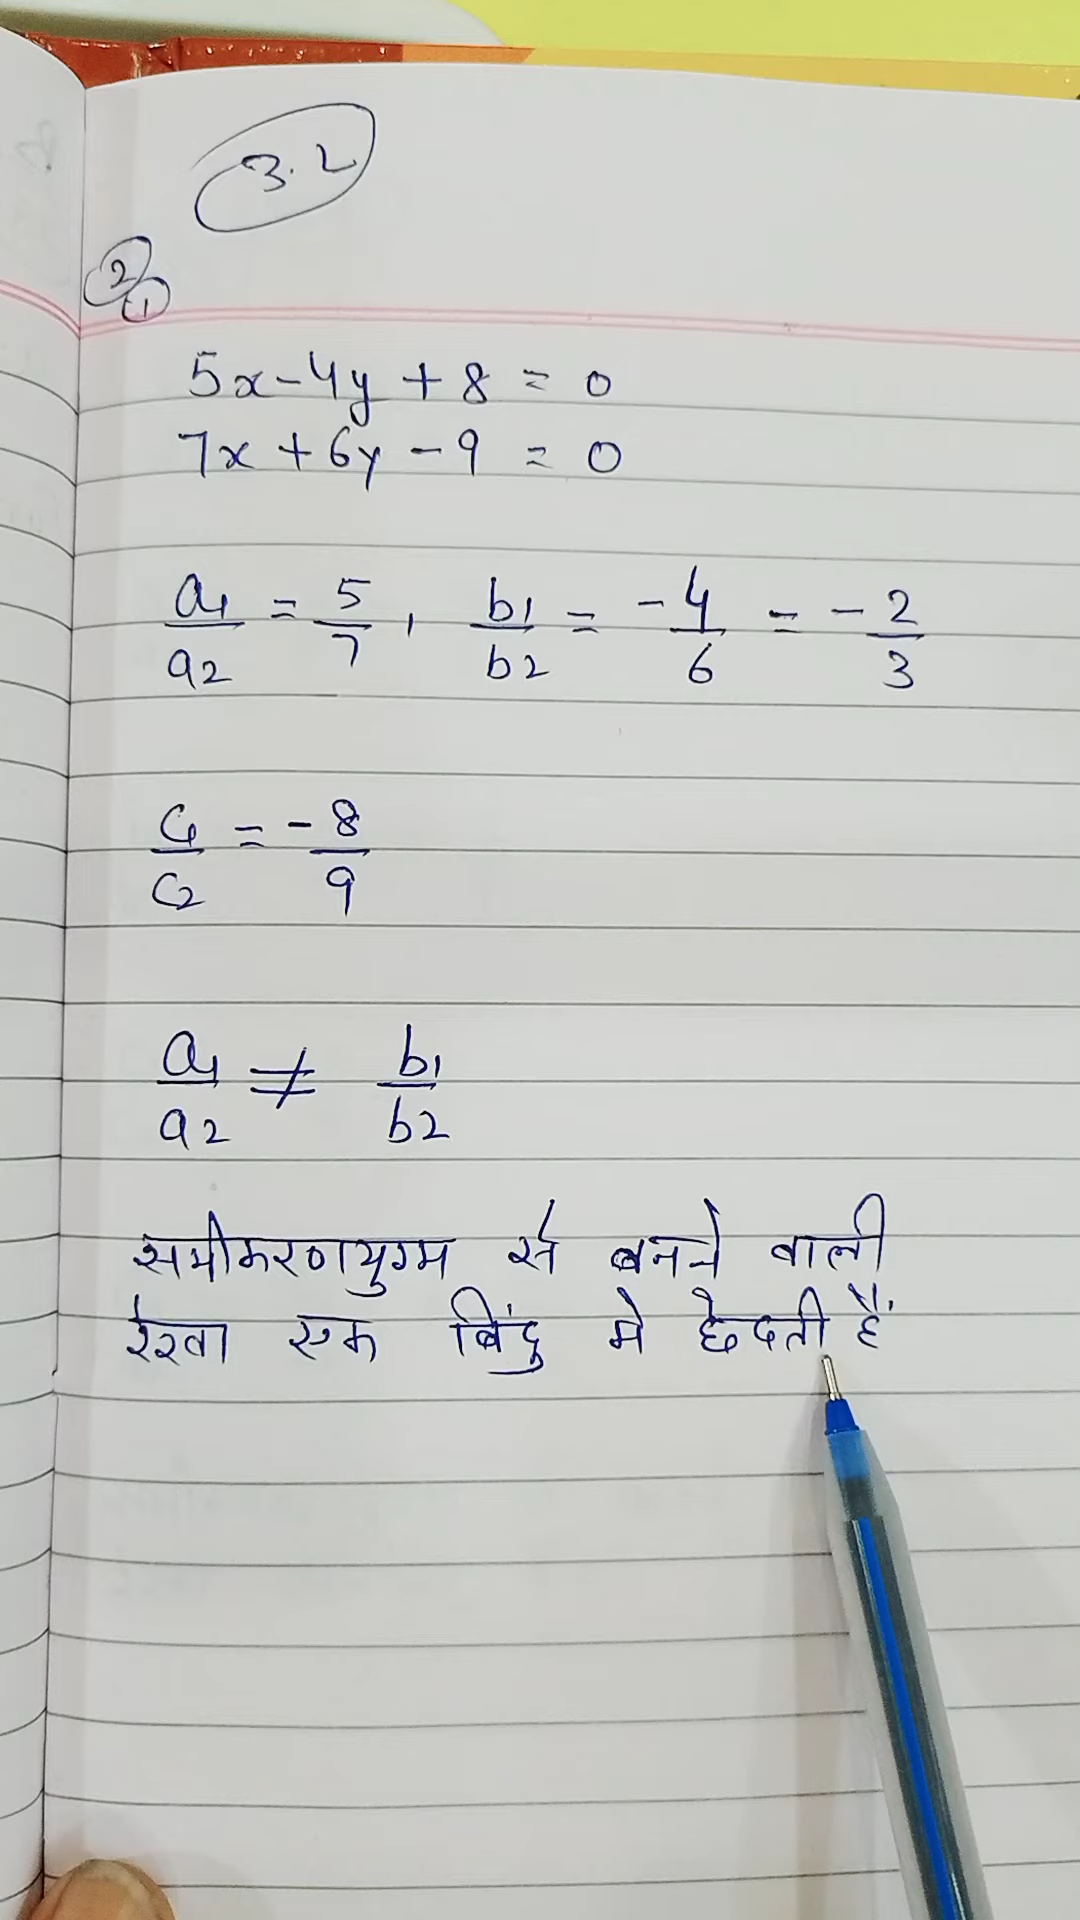 3.2
2/1
5x - 4y + 8 = 0
7x + 6y - 9 = 0
a1/a2 = 5/7, b1/b2 = -4/6 = -2/3
c1/c2 = -8/9
a1/a2 ≠ b1/b2
समीकरणयुग्म से बनने वाली
रेखा एक बिंदु मे छेदती हैं